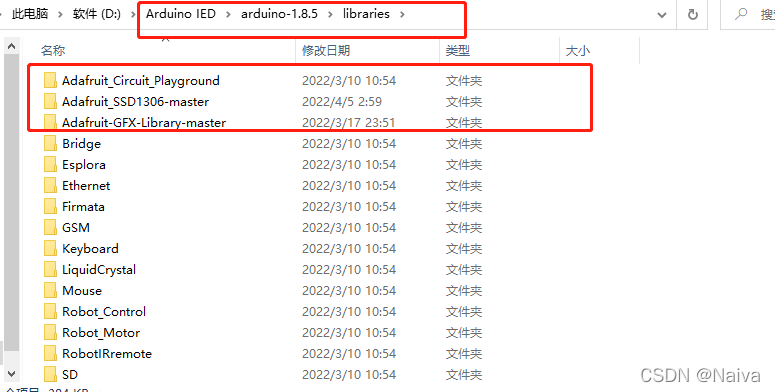 此电脑 › 软件 (D:) › Arduino IED › arduino-1.8.5 › libraries ›
名称 修改日期 类型 大小
Adafruit_Circuit_Playground 2022/3/10 10:54 文件夹
Adafruit_SSD1306-master 2022/4/5 2:59 文件夹
Adafruit-GFX-Library-master 2022/3/17 23:51 文件夹
Bridge 2022/3/10 10:54 文件夹
Esplora 2022/3/10 10:54 文件夹
Ethernet 2022/3/10 10:54 文件夹
Firmata 2022/3/10 10:54 文件夹
GSM 2022/3/10 10:54 文件夹
Keyboard 2022/3/10 10:54 文件夹
LiquidCrystal 2022/3/10 10:54 文件夹
Mouse 2022/3/10 10:54 文件夹
Robot_Control 2022/3/10 10:54 文件夹
Robot_Motor 2022/3/10 10:54 文件夹
RobotIRremote 2022/3/10 10:54 文件夹
SD 2022/3/10 10:54 文件夹
CSDN @Naiva